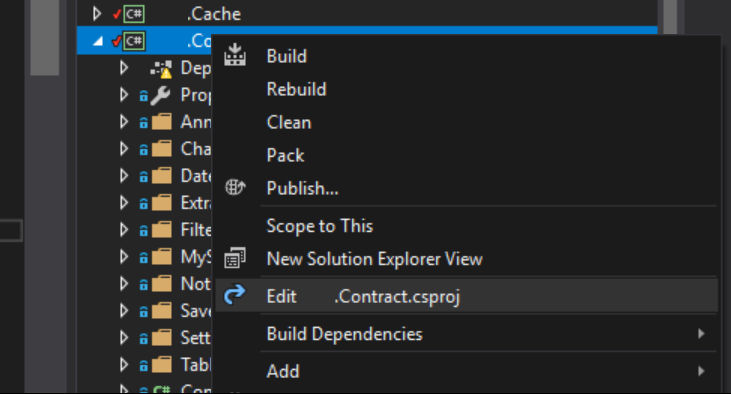 C# .Cache
C# .Co
Dep
Prop
Ann
Cha
Date
Extra
Filte
MyS
Not
Save
Sett
Tabl
C# Con
Build
Rebuild
Clean
Pack
Publish...
Scope to This
New Solution Explorer View
Edit .Contract.csproj
Build Dependencies
Add